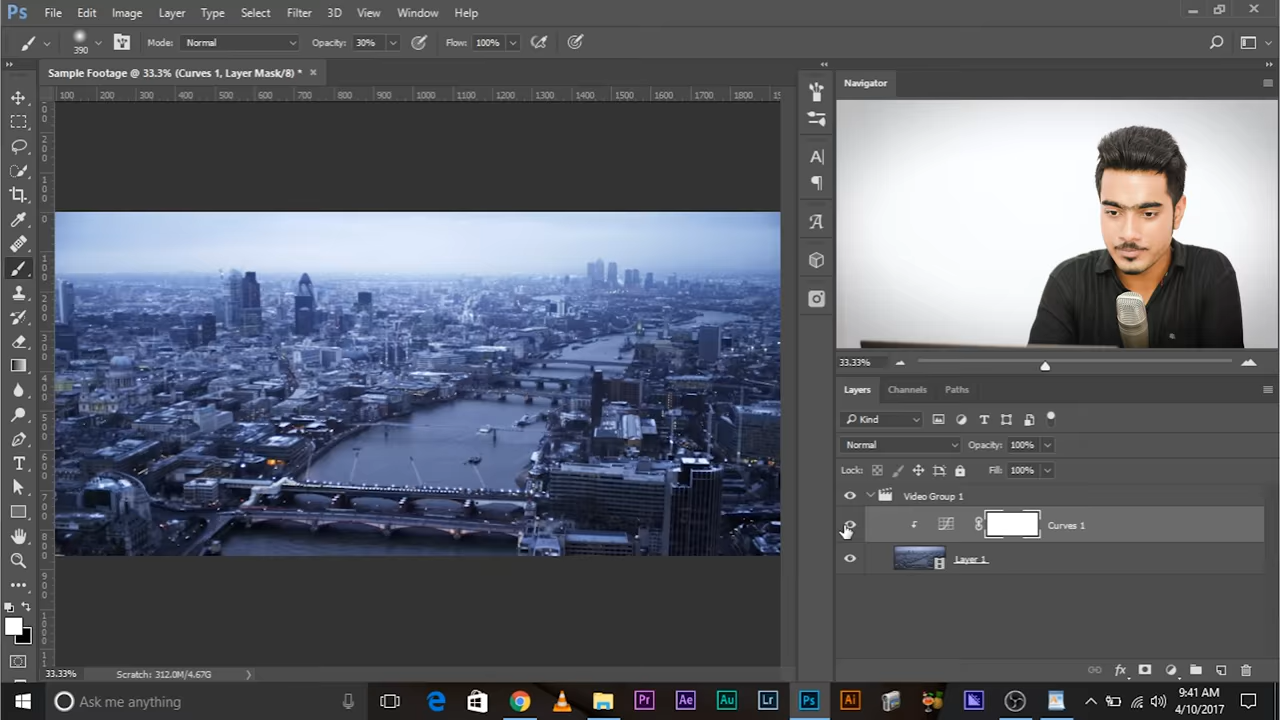 Ps File Edit Image Layer Type Select Filter 3D View Window Help
390 Mode: Normal Opacity: 30% Flow: 100%
Sample Footage @ 33.3% (Curves 1, Layer Mask/8) * ×
100 200 300 400 500 600 700 800 900 1000 1100 1200 1300 1400 1500 1600 1700 1800
Navigator
33.33%
Layers Channels Paths
Kind
Normal Opacity: 100%
Lock: Fill: 100%
Video Group 1
Curves 1
Layer 1
33.33% Scratch: 312.0M/4.67G
Ask me anything Pr Ae Au Lr Ps Ai 9:41 AM
4/10/2017